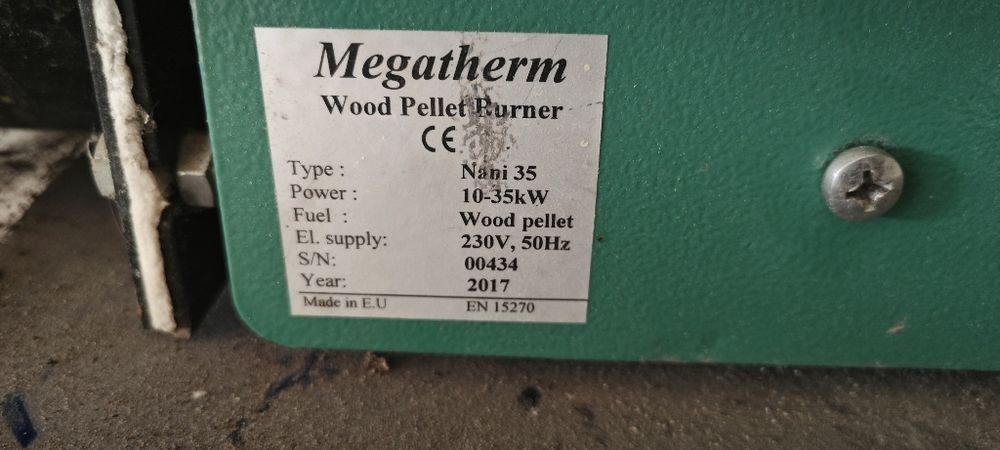 Megatherm
Wood Pellet Burner
CE
Type : Nani 35
Power : 10-35kW
Fuel : Wood pellet
El. supply: 230V, 50Hz
S/N: 00434
Year: 2017
Made in E.U EN 15270